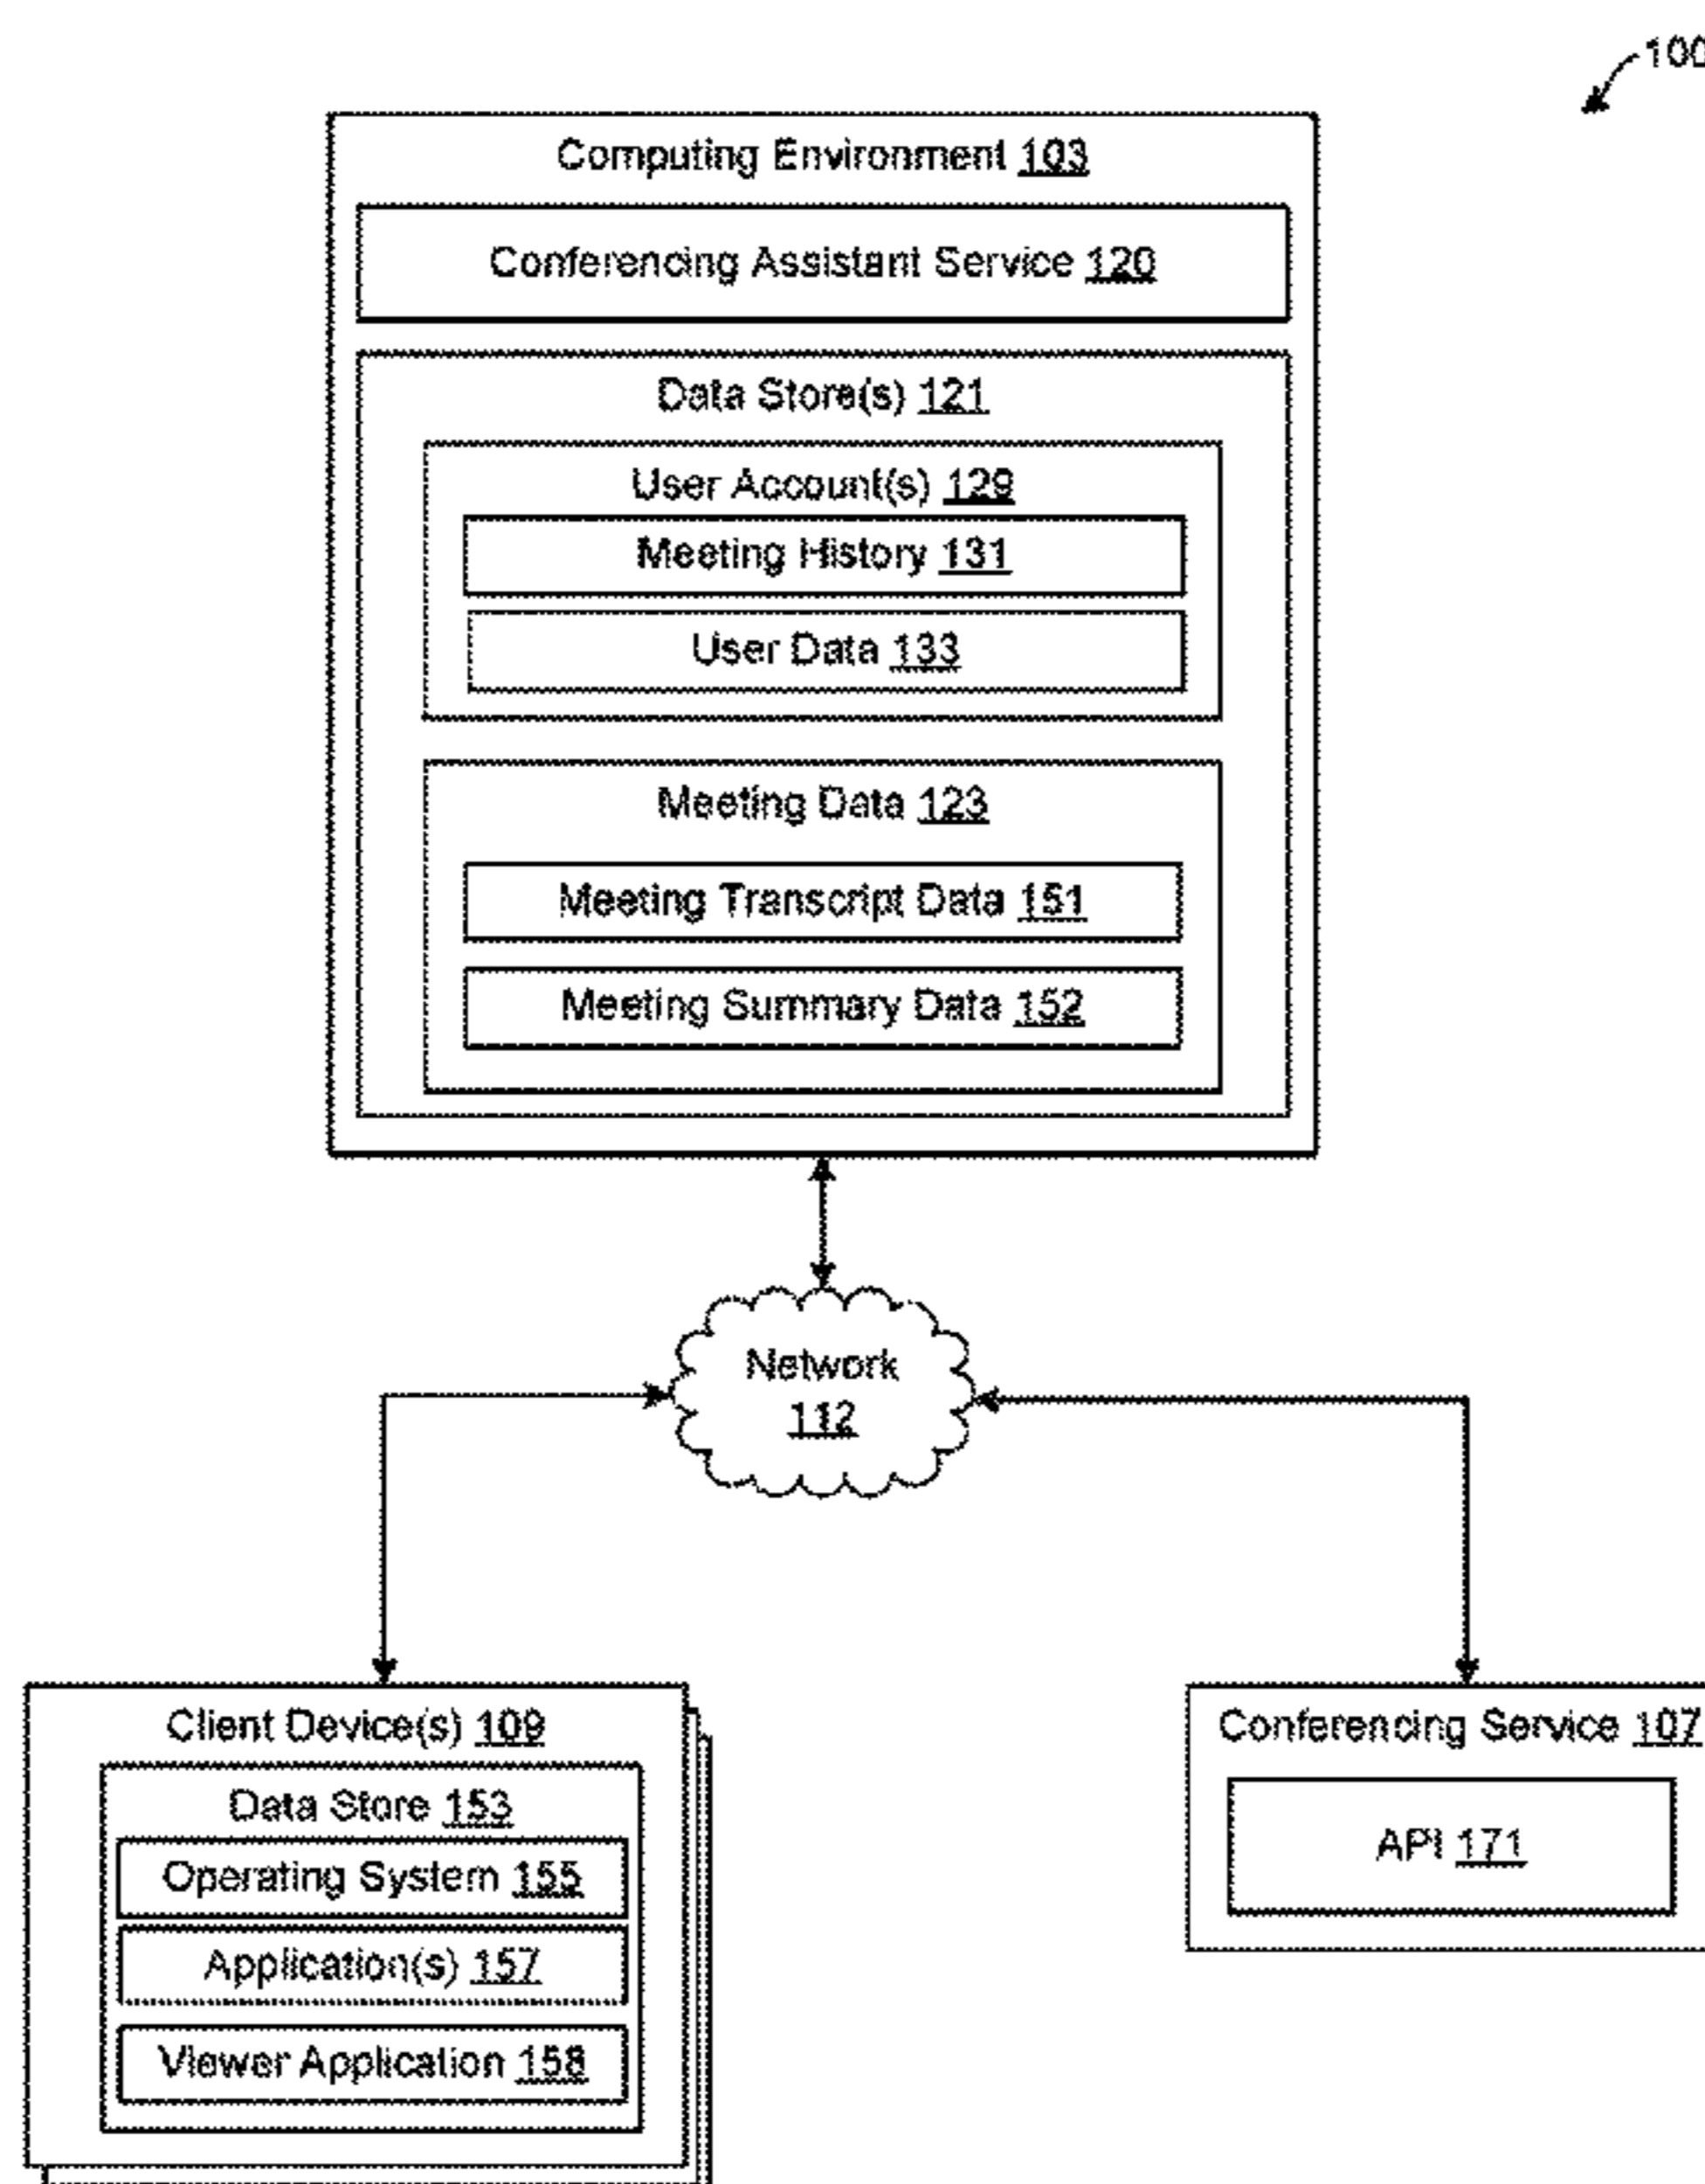 100
Computing Environment 103
Conferencing Assistant Service 120
Data Store(s) 121
User Account(s) 129
Meeting History 131
User Data 133
Meeting Data 123
Meeting Transcript Data 151
Meeting Summary Data 152
Network
112
Client Device(s) 109
Data Store 153
Operating System 155
Application(s) 157
Viewer Application 158
Conferencing Service 107
API 171